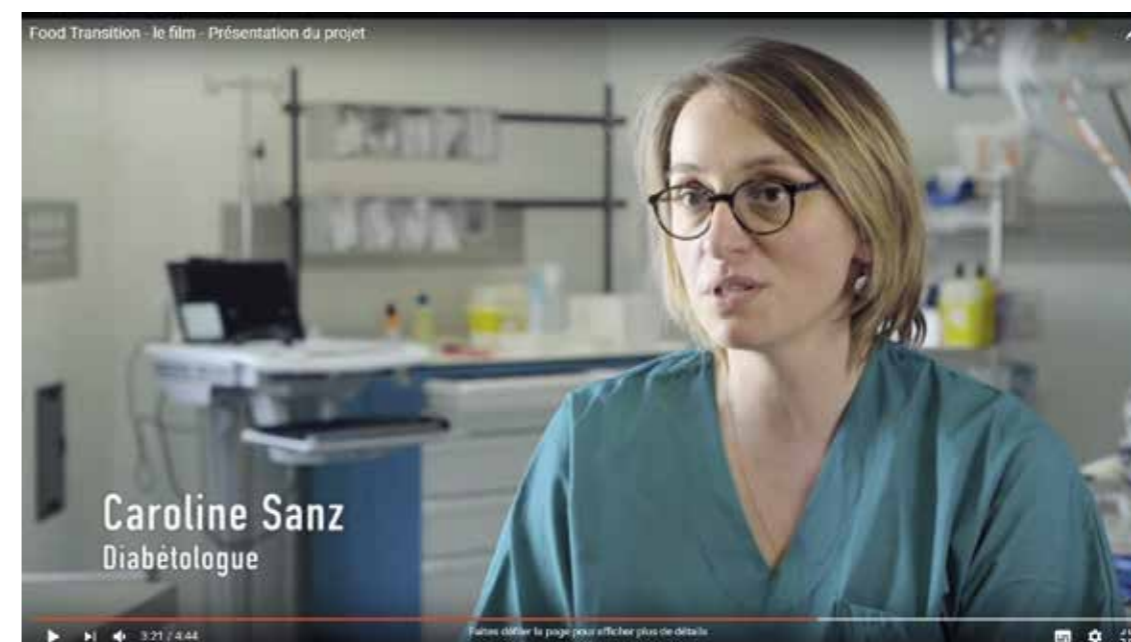 Food Transition - le film - Présentation du projet
Caroline Sanz
Diabétologue
3:21 / 4:44
Faites défiler la page pour afficher plus de détails